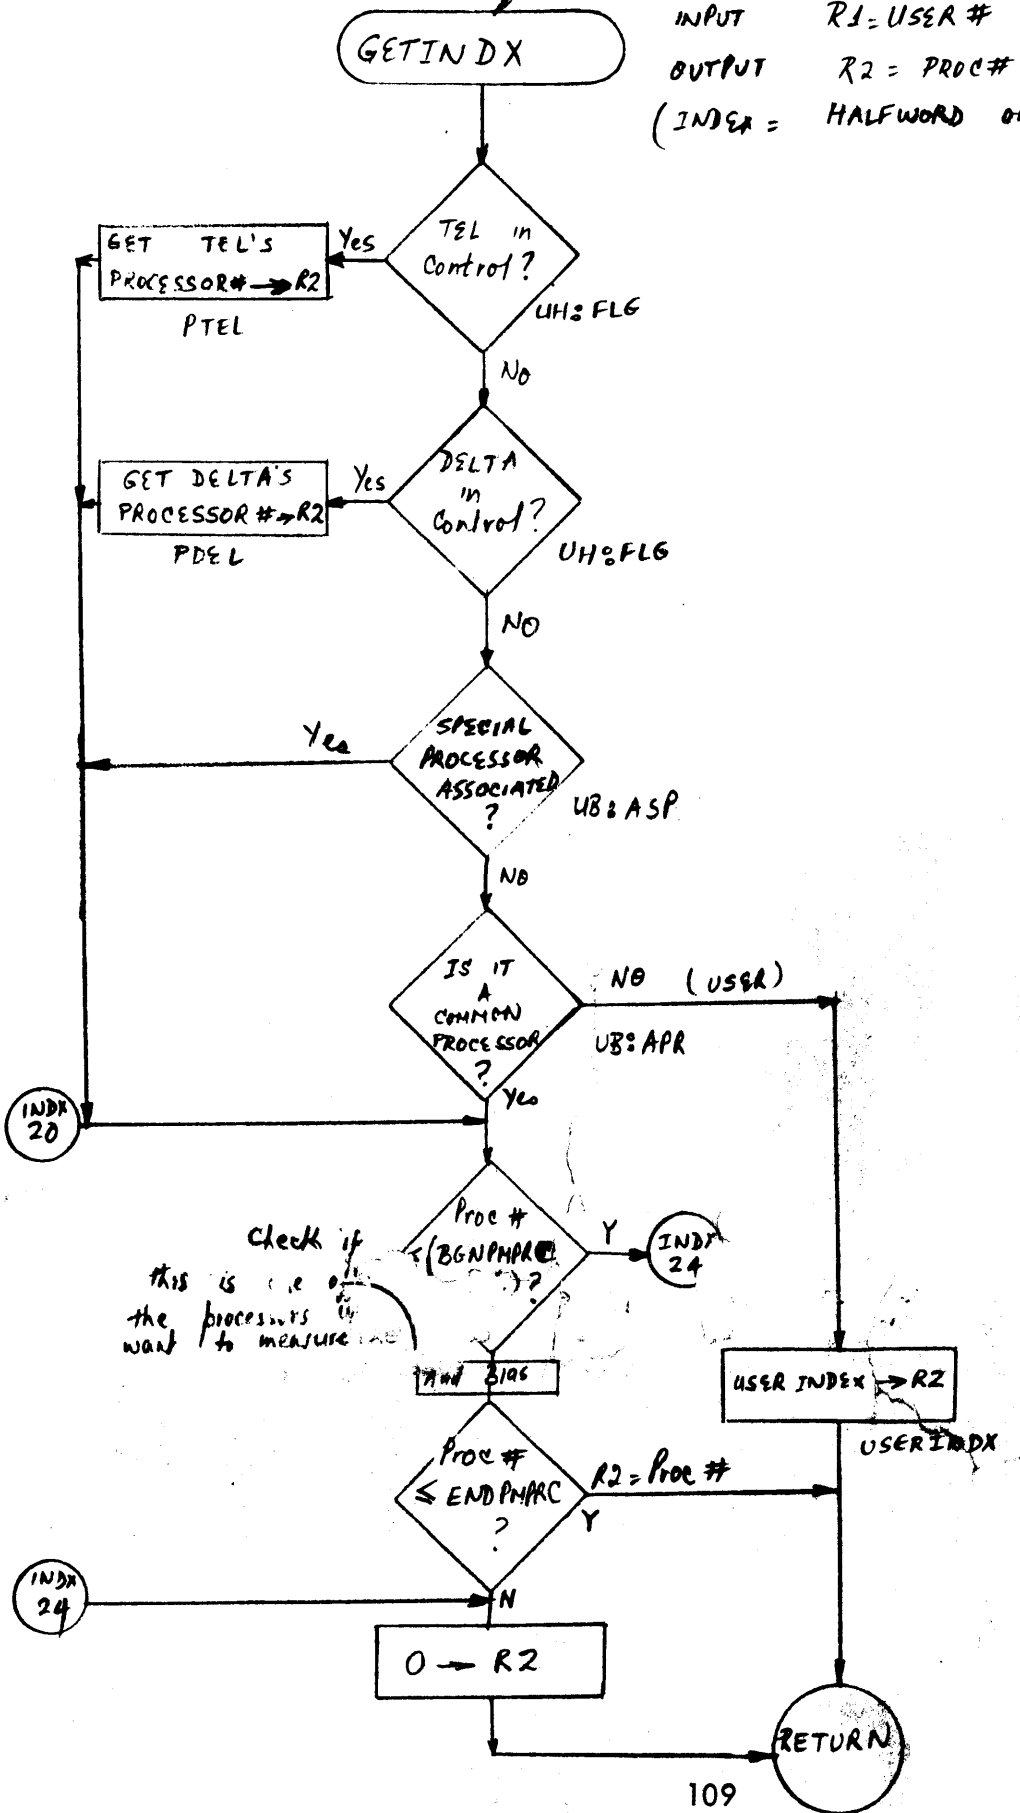 GETINDX
INPUT R1 = USER #
OUTPUT R2 = PROC #
(INDEX = HALFWORD
TEL in
Control?
UH:FLG
Yes
GET TEL'S
PROCESSOR# → R2
PTEL
NO
DELTA
in
Control?
UH:FLG
Yes
GET DELTA'S
PROCESSOR # → R2
PDEL
NO
SPECIAL
PROCESSOR
ASSOCIATED
?
UB:ASP
Yes
NO
IS IT
A
COMMON
PROCESSOR
?
NO (USER)
UB:APR
Yes
INDX
20
Proc #
<(BGNPMPRC
)?
Y
INDX
24
Check if
this is
the processors
want to measure
Add Bias
USER INDEX → R2
USERINDX
Proc #
≤ ENDPMPRC
?
R2 = Proc #
Y
INDX
24
N
0 → R2
RETURN
109